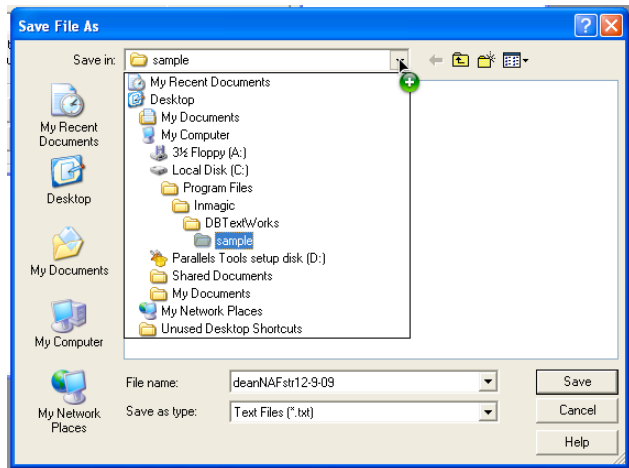 Save File As
Save in:
sample
My Recent Documents
Desktop
My Documents
My Computer
3½ Floppy (A:)
Local Disk (C:)
Program Files
Inmagic
DBTextWorks
sample
Parallels Tools setup disk (D:)
Shared Documents
My Documents
My Network Places
Unused Desktop Shortcuts
My Recent
Documents
Desktop
My Documents
My Computer
My Network
Places
File name:
deanNAFstr12-9-09
Save
Save as type:
Text Files (*.txt)
Cancel
Help